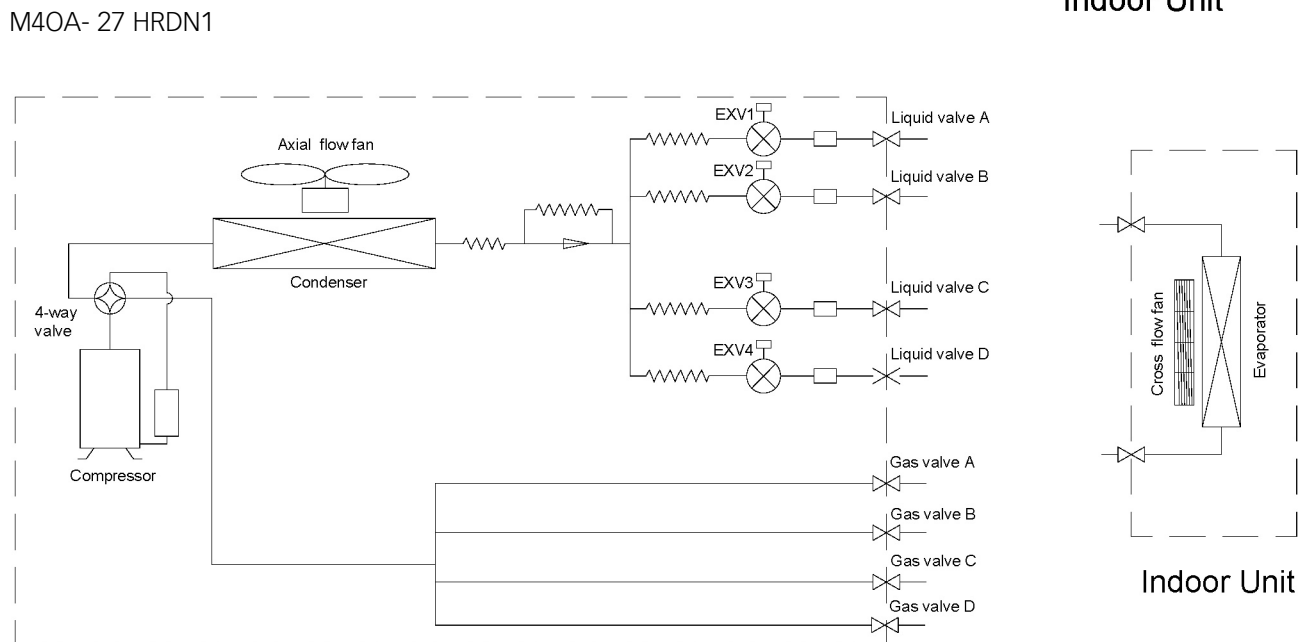 Indoor Unit
M4OA- 27 HRDN1
EXV1
Liquid valve A
Axial flow fan
EXV2
Liquid valve B
Condenser
EXV3
Liquid valve C
4-way
valve
EXV4
Liquid valve D
Cross flow fan
Evaporator
Compressor
Gas valve A
Gas valve B
Gas valve C
Gas valve D
Indoor Unit